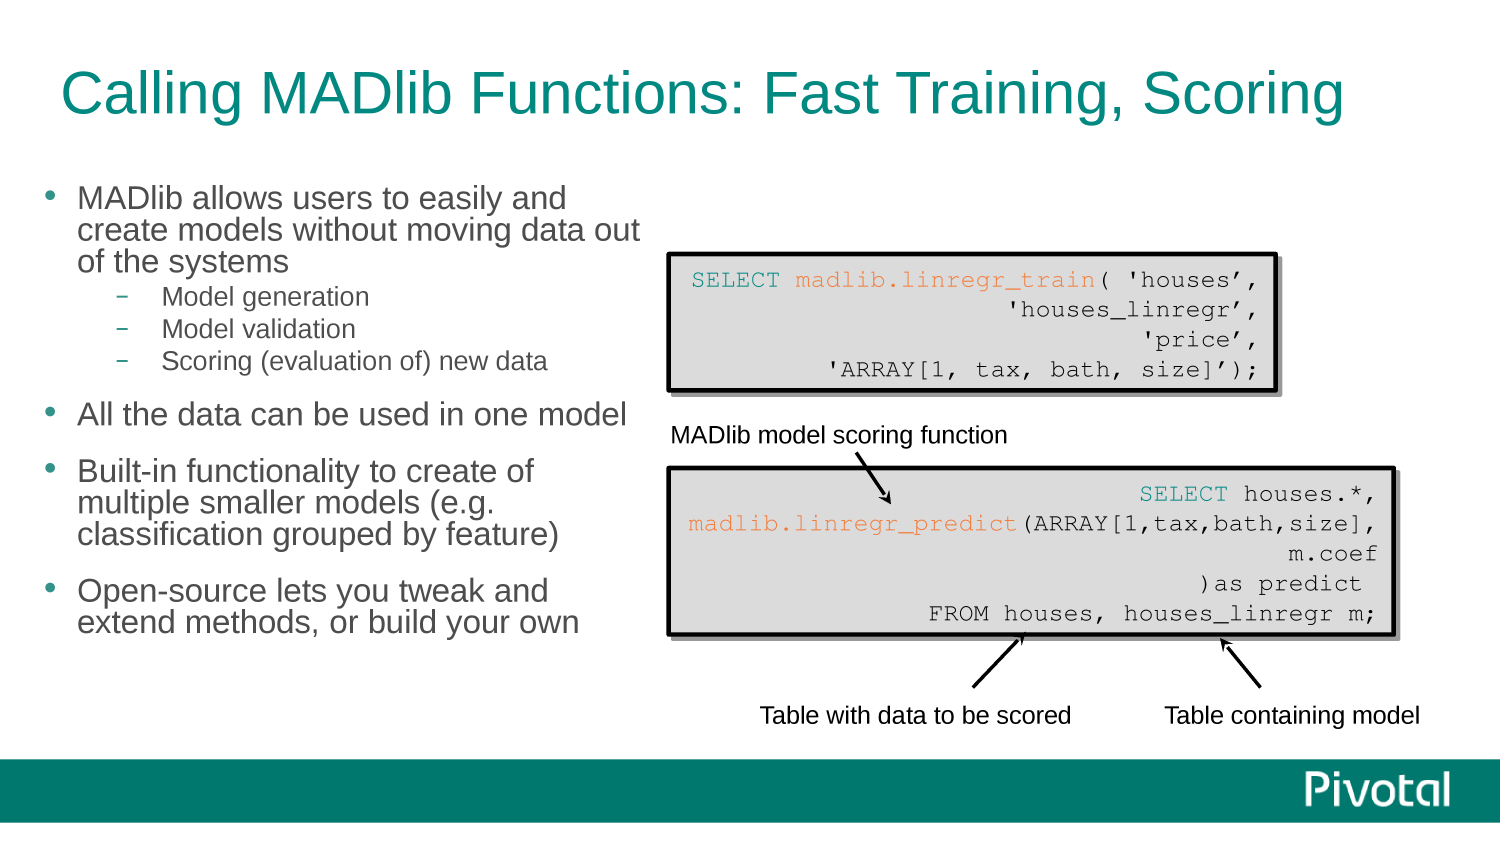 Calling MADlib Functions: Fast Training, Scoring
• MADlib allows users to easily and
create models without moving data out
of the systems
– Model generation
– Model validation
– Scoring (evaluation of) new data
• All the data can be used in one model
• Built-in functionality to create of
multiple smaller models (e.g.
classification grouped by feature)
• Open-source lets you tweak and
extend methods, or build your own
SELECT madlib.linregr_train( 'houses’,
'houses_linregr’,
'price’,
'ARRAY[1, tax, bath, size]’);
MADlib model scoring function
SELECT houses.*,
madlib.linregr_predict(ARRAY[1,tax,bath,size],
m.coef
)as predict
FROM houses, houses_linregr m;
Table with data to be scored
Table containing model
Pivotal